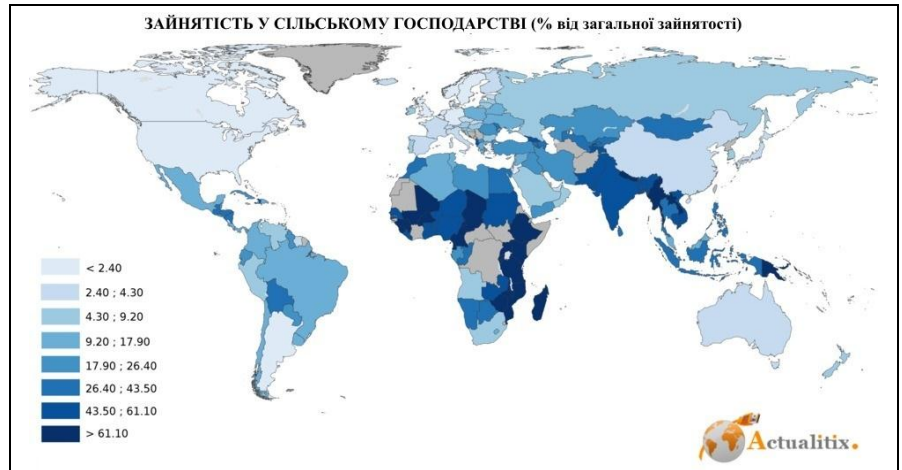 ЗАЙНЯТІСТЬ У СІЛЬСЬКОМУ ГОСПОДАРСТВІ (% від загальної зайнятості)
< 2.40
2.40 ; 4.30
4.30 ; 9.20
9.20 ; 17.90
17.90 ; 26.40
26.40 ; 43.50
43.50 ; 61.10
> 61.10
Actualitix.